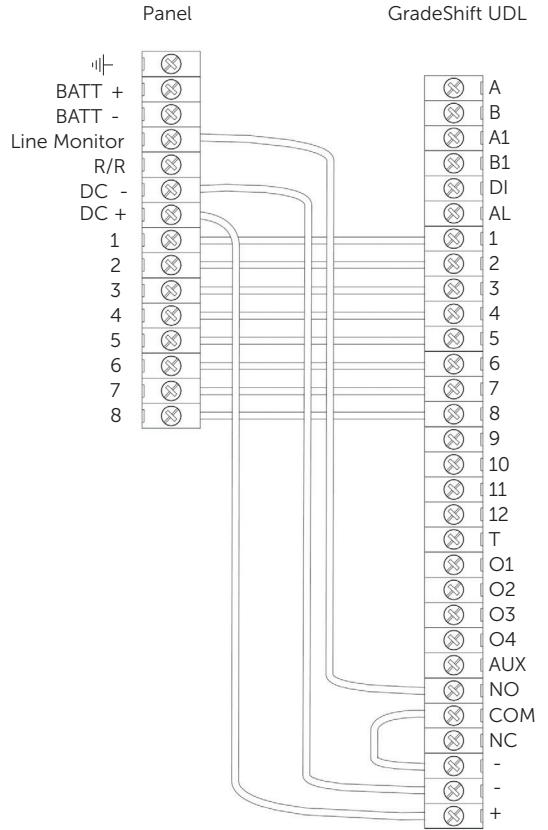 Panel
GradeShift UDL
BATT +
BATT -
Line Monitor
R/R
DC -
DC +
1
2
3
4
5
6
7
8
A
B
A1
B1
DI
AL
1
2
3
4
5
6
7
8
9
10
11
12
T
O1
O2
O3
O4
AUX
NO
COM
NC
-
-
+